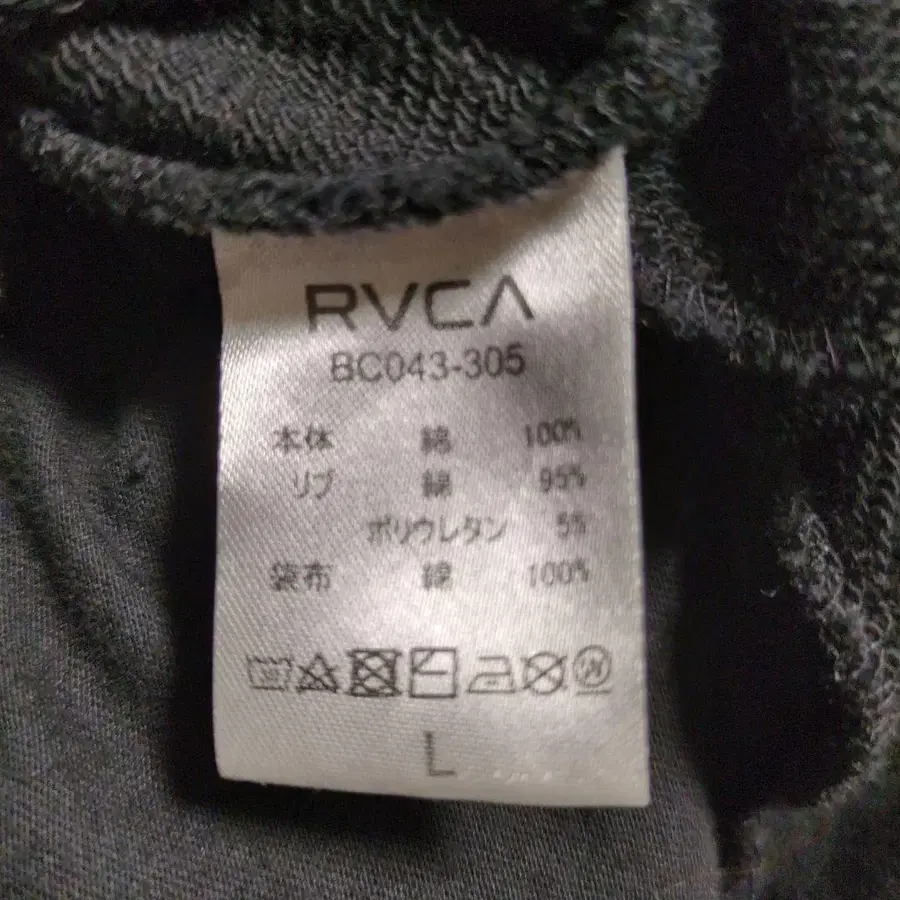 RVCA
BC043-305
本体 綿 100%
リブ 綿 95%
ポリウレタン 5%
袋布 綿 100%
L